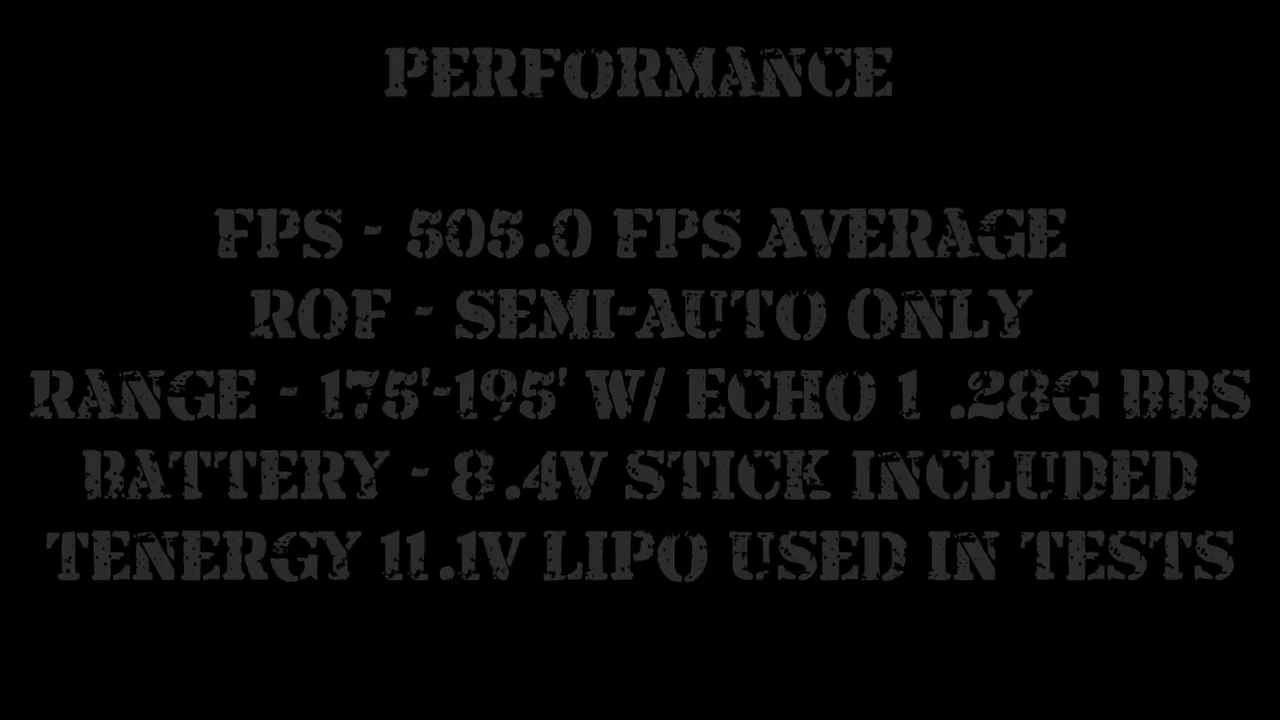 PERFORMANCE
FPS - 505.0 FPS AVERAGE
ROF - SEMI-AUTO ONLY
RANGE - 175'-195' W/ ECHO 1 .28G BBS
BATTERY - 8.4V STICK INCLUDED
TENERGY 11.1V LIPO USED IN TESTS